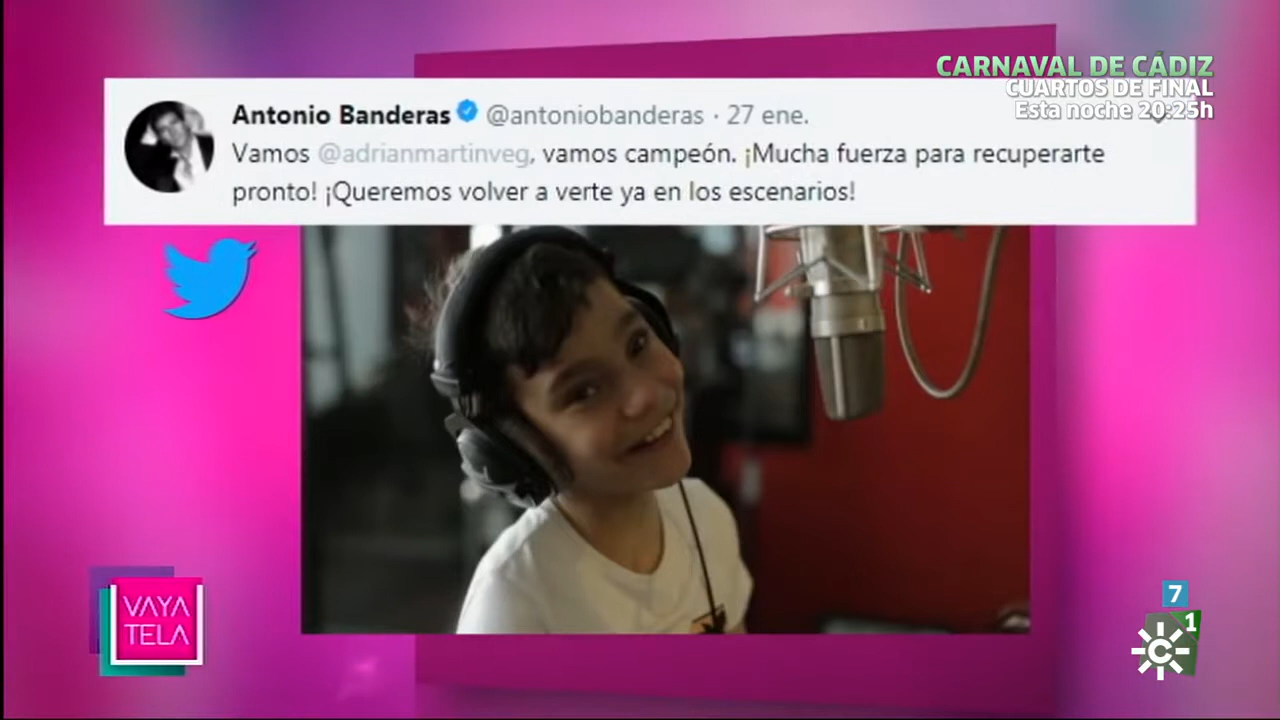 CARNAVAL DE CÁDIZ
CUARTOS DE FINAL
Esta noche 20:25h
Antonio Banderas @antoniobanderas · 27 ene.
Vamos @adrianmartinveg, vamos campeón. ¡Mucha fuerza para recuperarte
pronto! ¡Queremos volver a verte ya en los escenarios!
VAYA
TELA
7
1